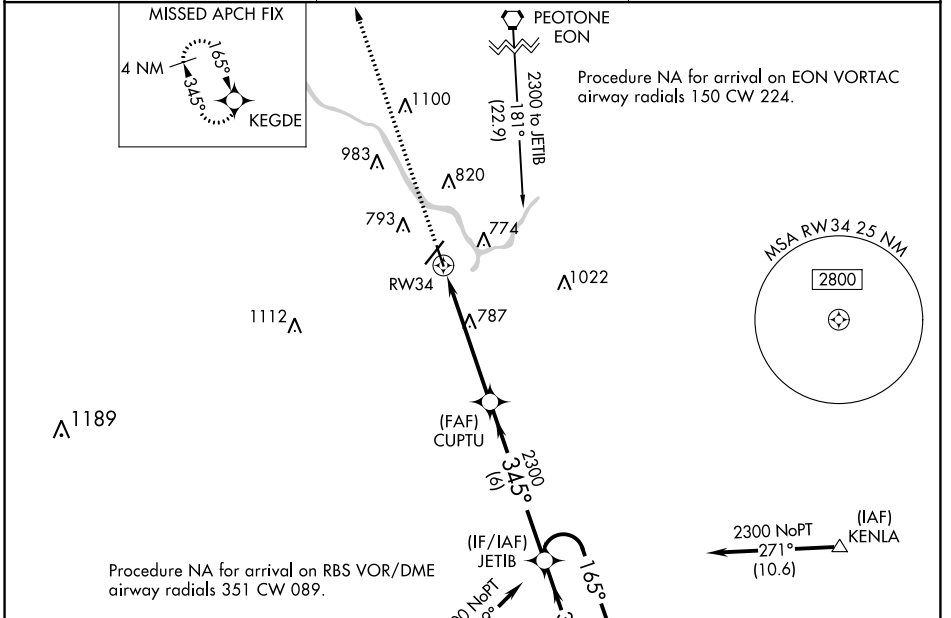 MISSED APCH FIX
165°
4 NM
345°
KEGDE
PEOTONE
EON
2300 to JETIB
181°
(22.9)
Procedure NA for arrival on EON VORTAC
airway radials 150 CW 224.
1100
983
820
793
774
RW34
1022
MSA RW34 25 NM
2800
1112
787
1189
(FAF)
CUPTU
2300
345°
(6)
(IF/IAF)
JETIB
165°
2300 NoPT
271°
(10.6)
(IAF)
KENLA
Procedure NA for arrival on RBS VOR/DME
airway radials 351 CW 089.
NoPT